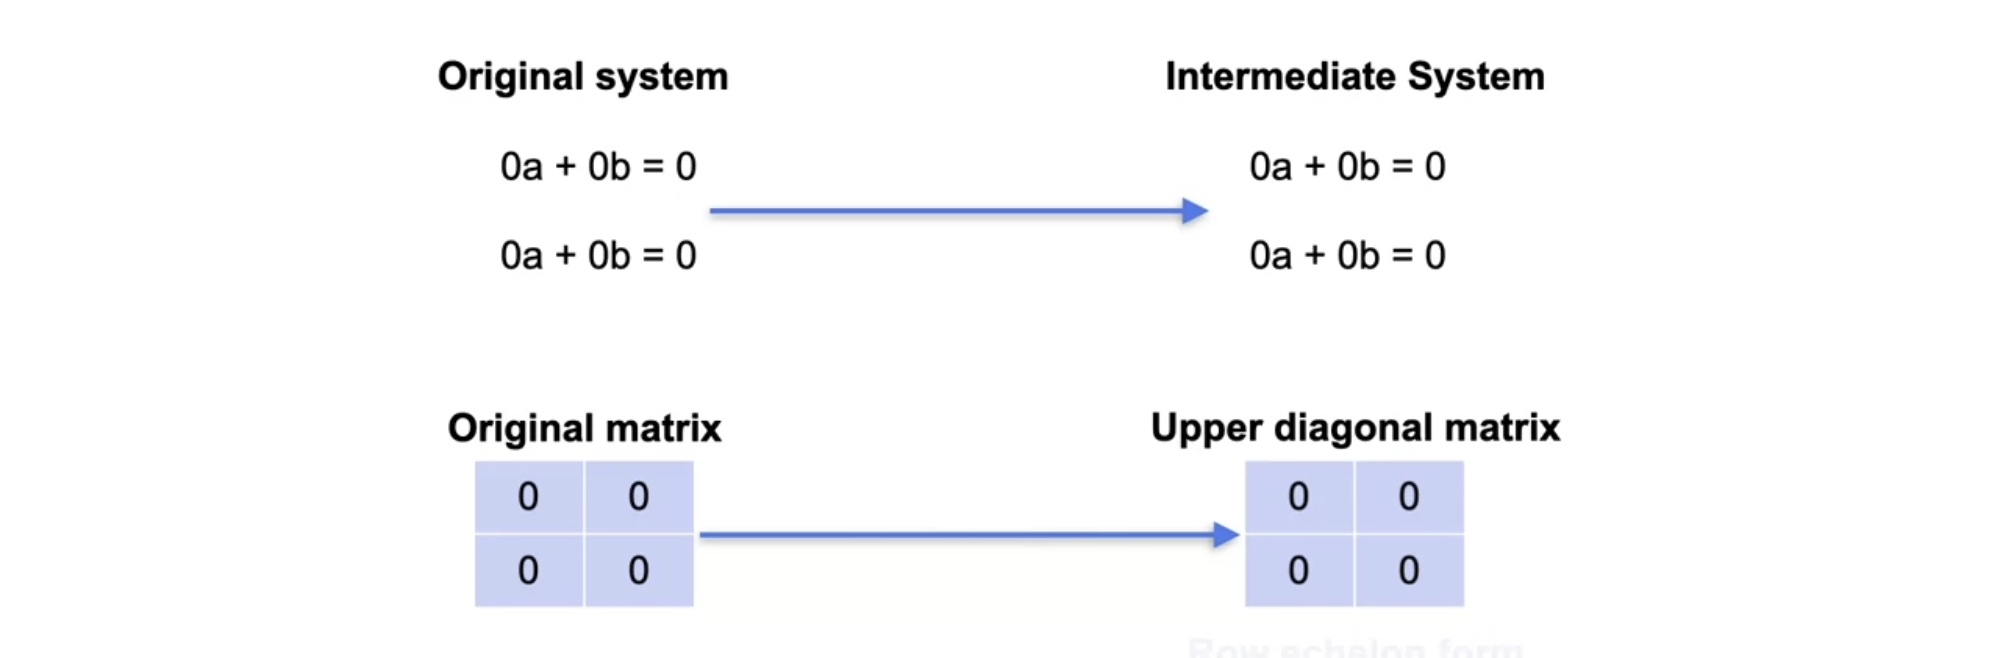 Original system
Intermediate System
0a + 0b = 0
0a + 0b = 0
0a + 0b = 0
0a + 0b = 0
Original matrix
Upper diagonal matrix
0 0
0 0
0 0
0 0
Row echelon form